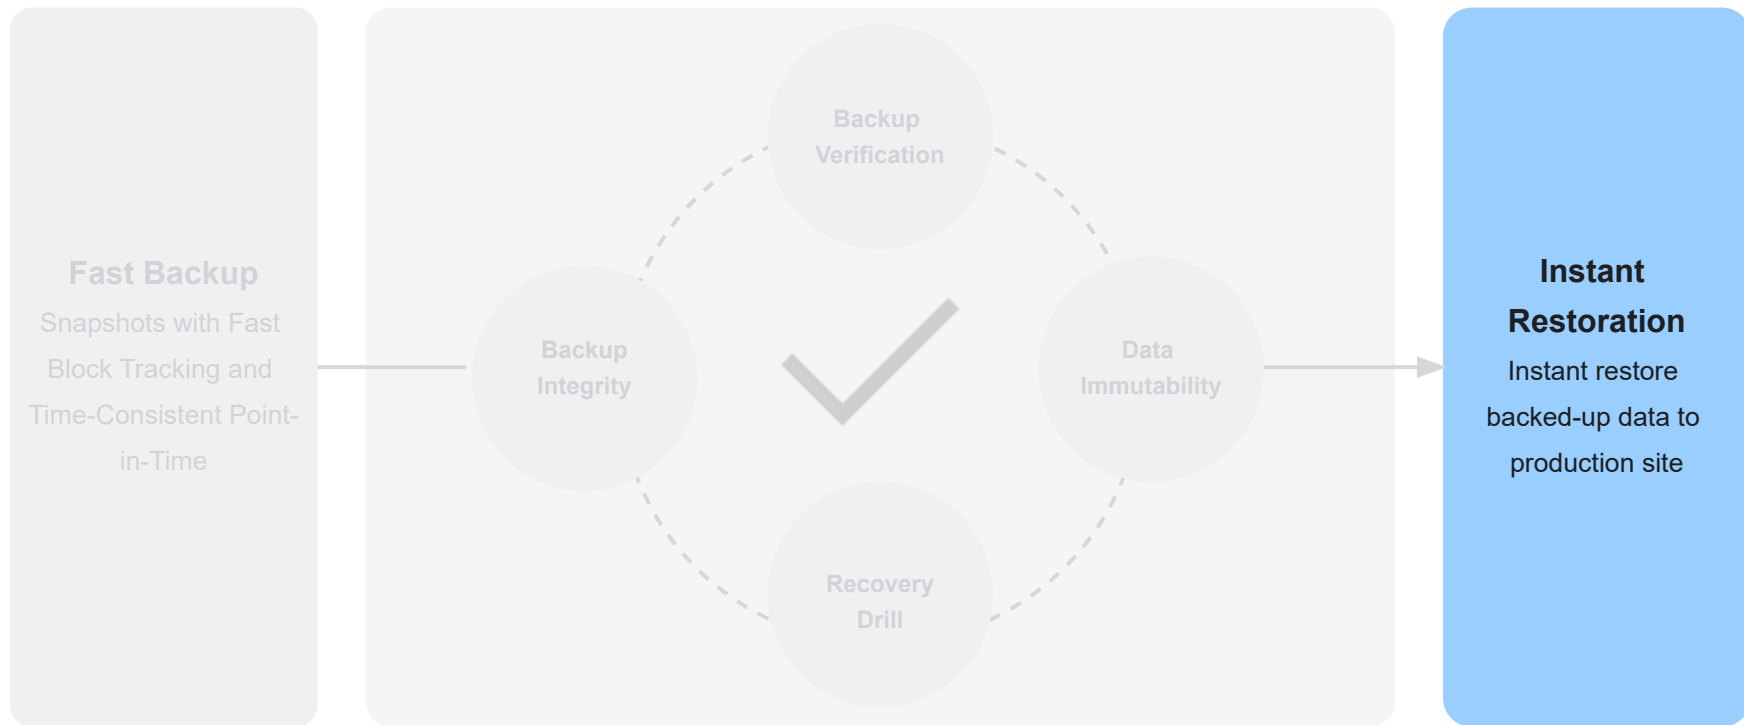 Fast Backup
Snapshots with Fast
Block Tracking and
Time-Consistent Point-
in-Time
Backup
Verification
Backup
Integrity
Data
Immutability
Recovery
Drill
Instant
Restoration
Instant restore
backed-up data to
production site